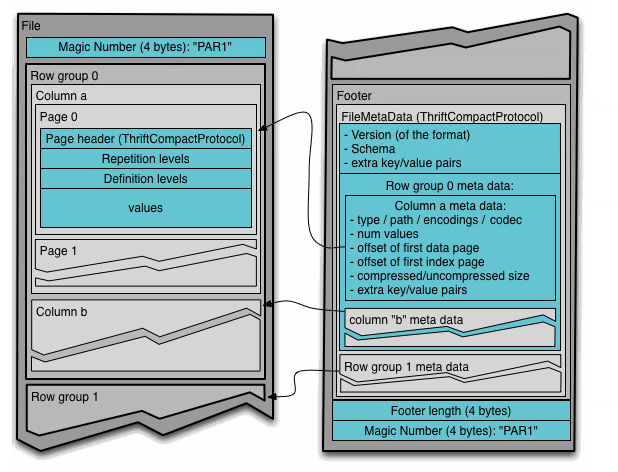 File
Magic Number (4 bytes): "PAR1"
Row group 0
Column a
Page 0
Page header (ThriftCompactProtocol)
Repetition levels
Definition levels
values
Page 1
Column b
Row group 1
Footer
FileMetaData (ThriftCompactProtocol)
- Version (of the format)
- Schema
- extra key/value pairs
Row group 0 meta data:
Column a meta data:
- type / path / encodings / codec
- num values
- offset of first data page
- offset of first index page
- compressed/uncompressed size
- extra key/value pairs
column "b" meta data
Row group 1 meta data
Footer length (4 bytes)
Magic Number (4 bytes): "PAR1"